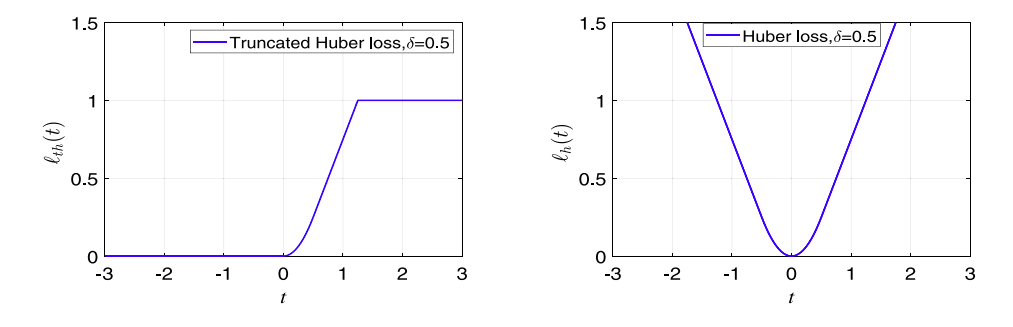 1.5
1
0.5
0
-3 -2 -1 0 1 2 3
t
ℓ_th(t)
Truncated Huber loss,δ=0.5
1.5
1
0.5
0
-3 -2 -1 0 1 2 3
t
ℓ_h(t)
Huber loss,δ=0.5